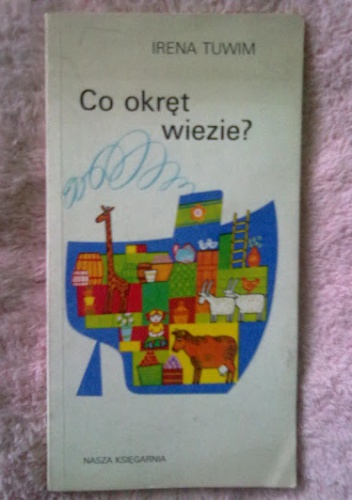 IRENA TUWIM
Co okręt
wiezie?
NASZA KSIĘGARNIA